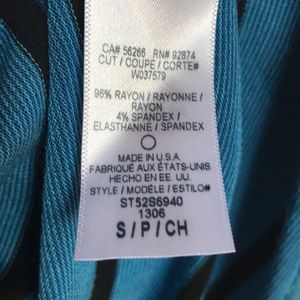 CA# 56266 RN# 92874
CUT / COUPE / CORTE#
W037579
96% RAYON / RAYONNE /
RAYON
4% SPANDEX /
ELASTHANNE / SPANDEX
MADE IN U.S.A.
FABRIQUÉ AUX ÉTATS-UNIS
HECHO EN EE. UU.
STYLE / MODÈLE / ESTILO#
ST52S6940
1306
S / P / CH